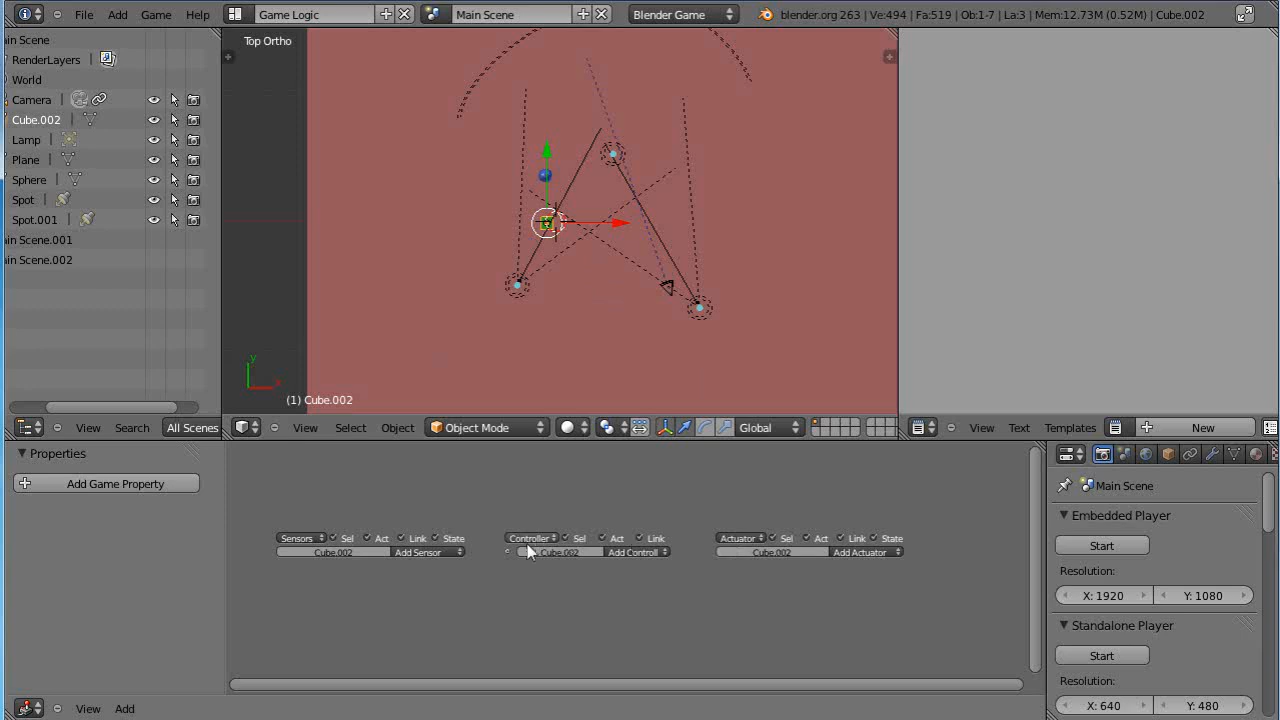 File Add Game Help Game Logic Main Scene Blender Game blender.org 263 | Ve:494 | Fa:519 | Ob:1-7 | La:3 | Mem:12.73M (0.52M) | Cube.002
ain Scene
RenderLayers
World
Camera
Cube.002
Lamp
Plane
Sphere
Spot
Spot.001
ain Scene.001
ain Scene.002
Top Ortho
y
x
(1) Cube.002
View Search All Scenes
View Select Object Object Mode Global
View Text Templates New
Properties
Add Game Property
Sensors Sel Act Link State
Cube.002 Add Sensor
Controller Sel Act Link
Cube.002 Add Controll
Actuator Sel Act Link State
Cube.002 Add Actuator
Main Scene
Embedded Player
Start
Resolution:
X: 1920 Y: 1080
Standalone Player
Start
Resolution:
X: 640 Y: 480
View Add